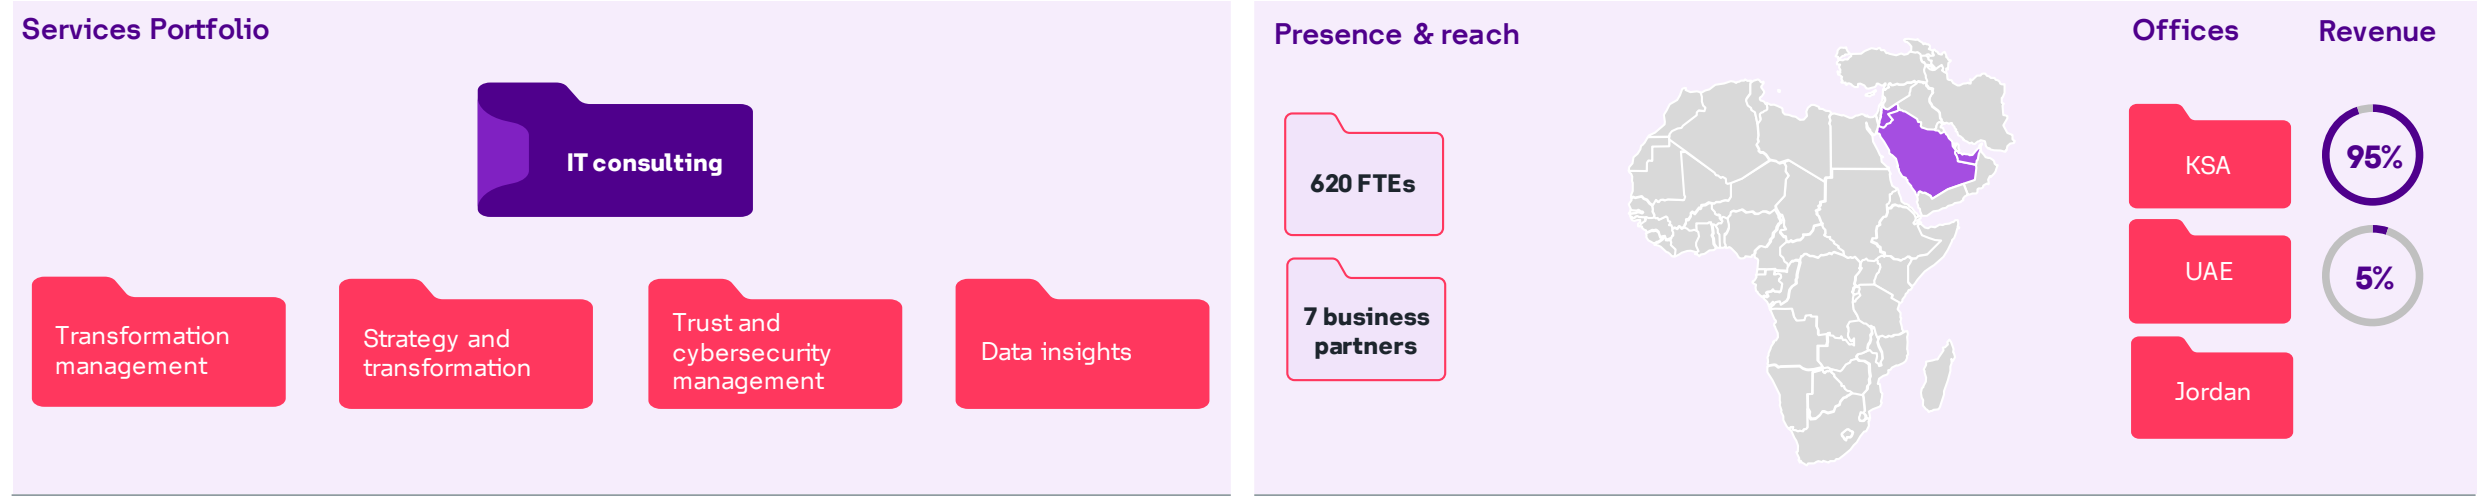 Services Portfolio
IT consulting
Transformation
management
Strategy and
transformation
Trust and
cybersecurity
management
Data insights
Presence & reach
620 FTEs
7 business
partners
Offices
Revenue
KSA
95%
UAE
5%
Jordan